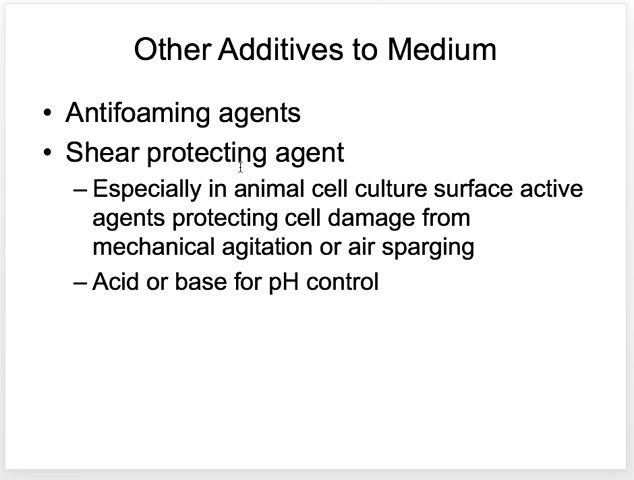 Other Additives to Medium
• Antifoaming agents
• Shear protecting agent
– Especially in animal cell culture surface active
agents protecting cell damage from
mechanical agitation or air sparging
– Acid or base for pH control